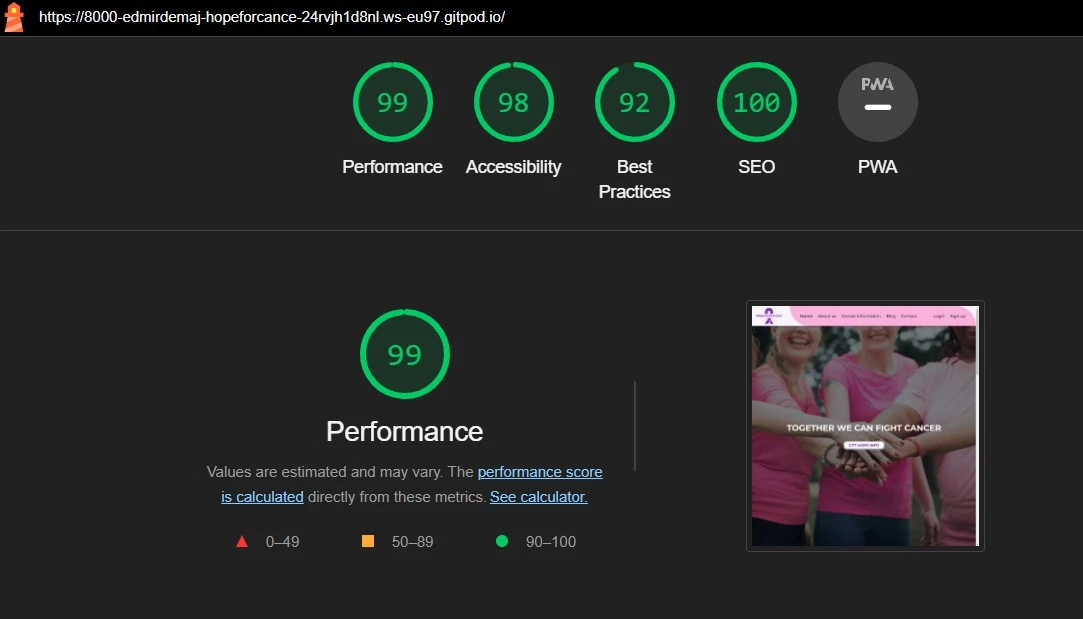 https://8000-edmirdemaj-hopeforcance-24rvjh1d8nl.ws-eu97.gitpod.io/
99
98
92
100
PWA
Performance
Accessibility
Best
Practices
SEO
PWA
99
Performance
Values are estimated and may vary. The performance score
is calculated directly from these metrics. See calculator.
0–49
50–89
90–100
Home About us Cancer Information Blog Contact Login Sign up
TOGETHER WE CAN FIGHT CANCER